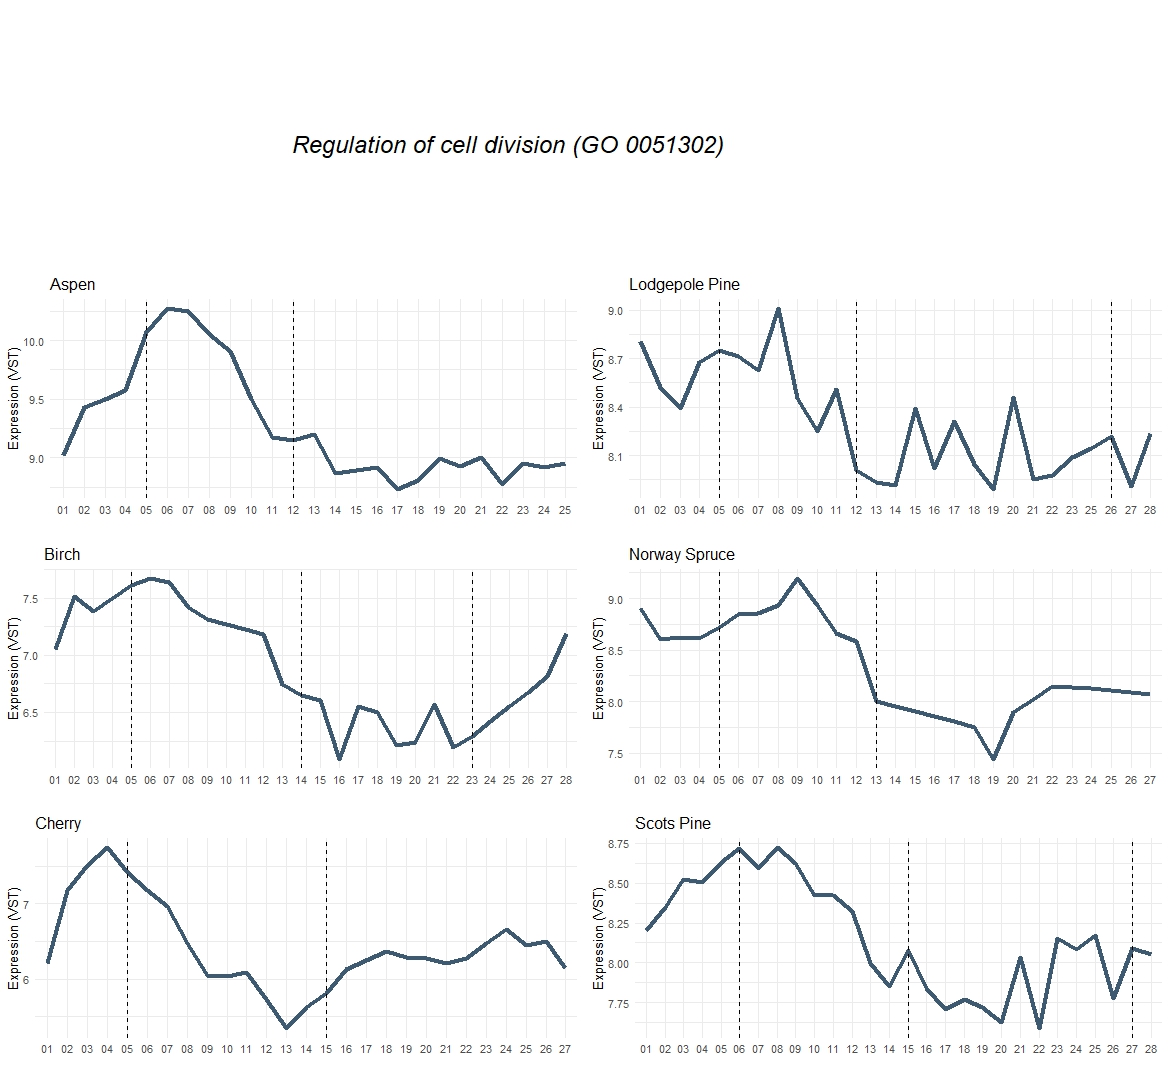 Regulation of cell division (GO 0051302)
Aspen
Expression (VST)
10.0
9.5
9.0
01 02 03 04 05 06 07 08 09 10 11 12 13 14 15 16 17 18 19 20 21 22 23 24 25
Lodgepole Pine
Expression (VST)
9.0
8.7
8.4
8.1
01 02 03 04 05 06 07 08 09 10 11 12 13 14 15 16 17 18 19 20 21 22 23 24 25 26 27 28
Birch
Expression (VST)
7.5
7.0
6.5
01 02 03 04 05 06 07 08 09 10 11 12 13 14 15 16 17 18 19 20 21 22 23 24 25 26 27 28
Norway Spruce
Expression (VST)
9.0
8.5
8.0
7.5
01 02 03 04 05 06 07 08 09 10 11 12 13 14 15 16 17 18 19 20 21 22 23 24 25 26 27
Cherry
Expression (VST)
7
6
01 02 03 04 05 06 07 08 09 10 11 12 13 14 15 16 17 18 19 20 21 22 23 24 25 26 27
Scots Pine
Expression (VST)
8.75
8.50
8.25
8.00
7.75
01 02 03 04 05 06 07 08 09 10 11 12 13 14 15 16 17 18 19 20 21 22 23 24 25 26 27 28